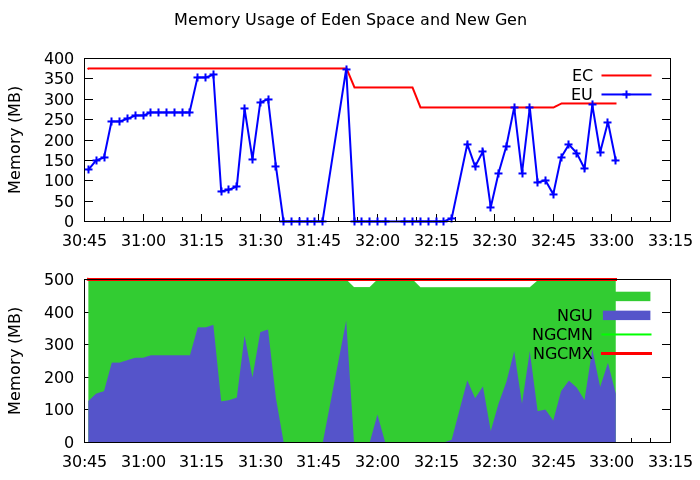 Memory Usage of Eden Space and New Gen
Memory (MB)
400
350
300
250
200
150
100
50
0
EC
EU
30:45 31:00 31:15 31:30 31:45 32:00 32:15 32:30 32:45 33:00 33:15
Memory (MB)
500
400
300
200
100
0
NGU
NGCMN
NGCMX
30:45 31:00 31:15 31:30 31:45 32:00 32:15 32:30 32:45 33:00 33:15